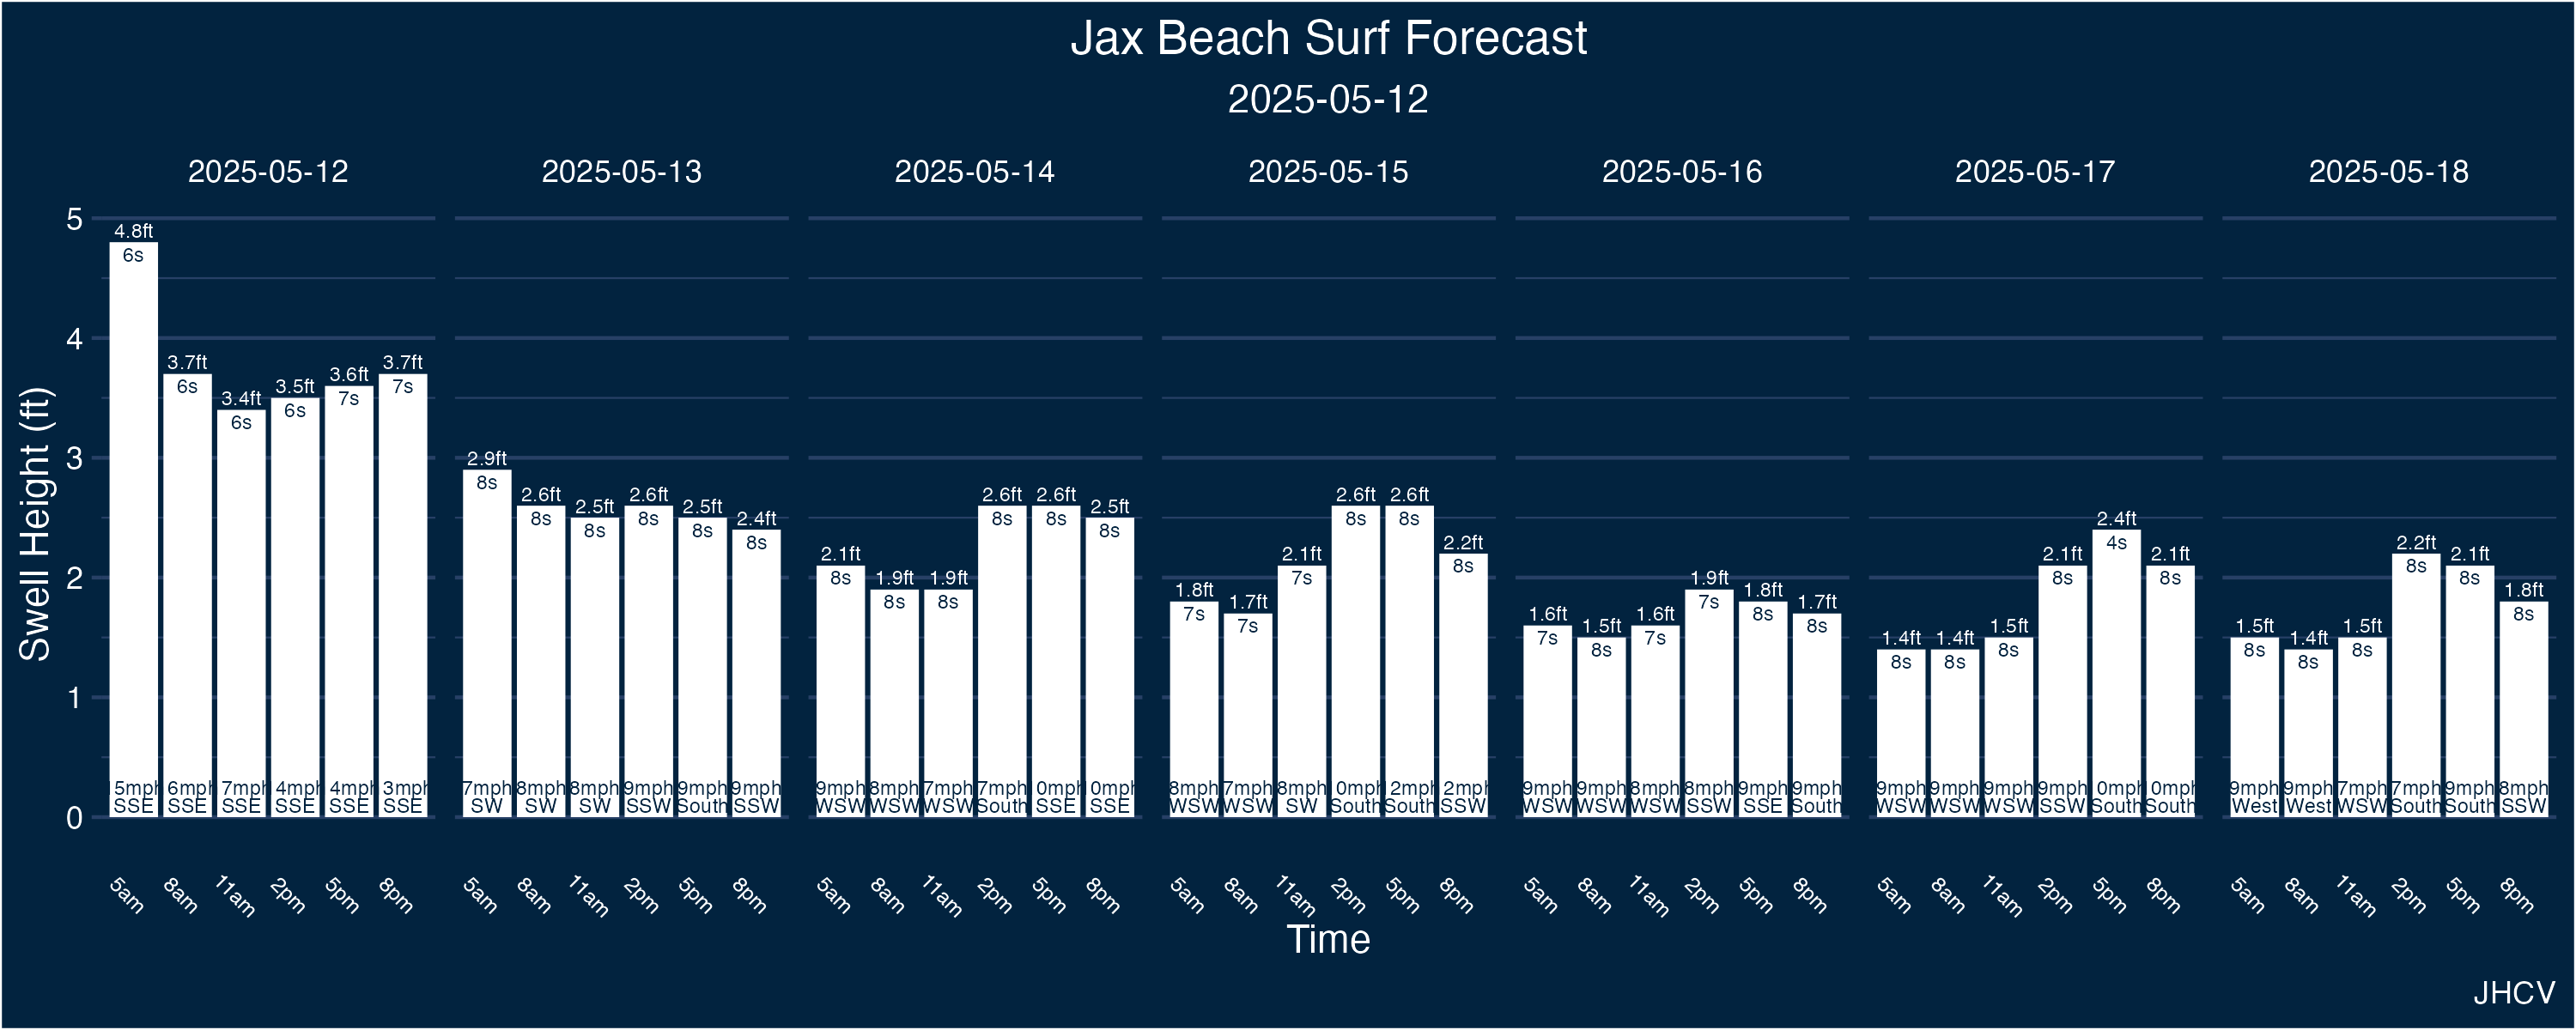 Jax Beach Surf Forecast
2025-05-12
2025-05-12 2025-05-13 2025-05-14 2025-05-15 2025-05-16 2025-05-17 2025-05-18
Swell Height (ft)
5
4
3
2
1
0
4.8ft 3.7ft 3.4ft 3.5ft 3.6ft 3.7ft
6s 6s 6s 6s 7s 7s
SSE SSE SSE SSE SSE SSE
5am 8am 11am 2pm 5pm 8pm
2.9ft 2.6ft 2.5ft 2.6ft 2.5ft 2.4ft
8s 8s 8s 8s 8s 8s
7mph 8mph 8mph 9mph 9mph 9mph
SW SW SW SSW South SSW
5am 8am 11am 2pm 5pm 8pm
2.1ft 1.9ft 1.9ft 2.6ft 2.6ft 2.5ft
8s 8s 8s 8s 8s 8s
9mph 8mph 7mph 7mph
WSW WSW WSW South SSE SSE
5am 8am 11am 2pm 5pm 8pm
1.8ft 1.7ft 2.1ft 2.6ft 2.6ft 2.2ft
7s 7s 7s 8s 8s 8s
8mph 7mph 8mph
WSW WSW SW South South SSW
5am 8am 11am 2pm 5pm 8pm
1.6ft 1.5ft 1.6ft 1.9ft 1.8ft 1.7ft
7s 8s 7s 7s 8s 8s
9mph 9mph 8mph 8mph 9mph 9mph
WSW WSW WSW SSW SSE South
5am 8am 11am 2pm 5pm 8pm
1.4ft 1.4ft 1.5ft 2.1ft 2.4ft 2.1ft
8s 8s 8s 8s 4s 8s
9mph 9mph 9mph 9mph
WSW WSW WSW SSW South South
5am 8am 11am 2pm 5pm 8pm
1.5ft 1.4ft 1.5ft 2.2ft 2.1ft 1.8ft
8s 8s 8s 8s 8s 8s
9mph 9mph 7mph 7mph 9mph 8mph
West West WSW South South SSW
5am 8am 11am 2pm 5pm 8pm
Time
JHCV